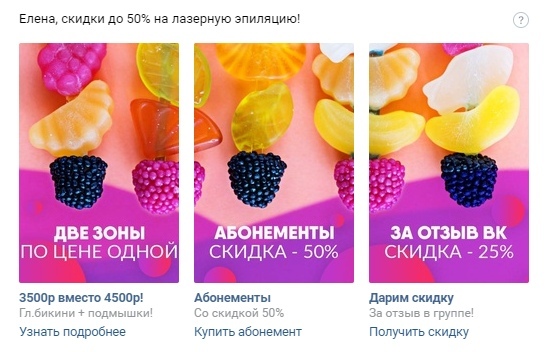 Елена, скидки до 50% на лазерную эпиляцию!
?
ДВЕ ЗОНЫ
ПО ЦЕНЕ ОДНОЙ
АБОНЕМЕНТЫ
СКИДКА - 50%
ЗА ОТЗЫВ ВК
СКИДКА - 25%
3500р вместо 4500р!
Гл.бикини + подмышки!
Узнать подробнее
Абонементы
Со скидкой 50%
Купить абонемент
Дарим скидку
За отзыв в группе!
Получить скидку